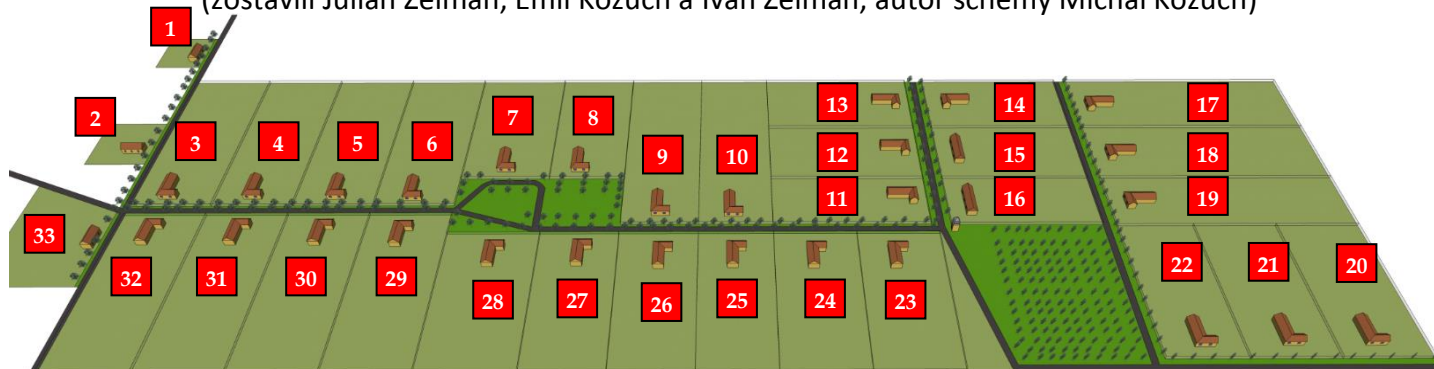 (zostavili Julián Zelman, Emil Kožuch a Ivan Zelman, autor schémy Michal Kožuch)
1
2
3 4 5 6 7 8 9 10
13 14 17
12 15 18
11 16 19
33 32 31 30 29 28 27 26 25 24 23
22 21 20